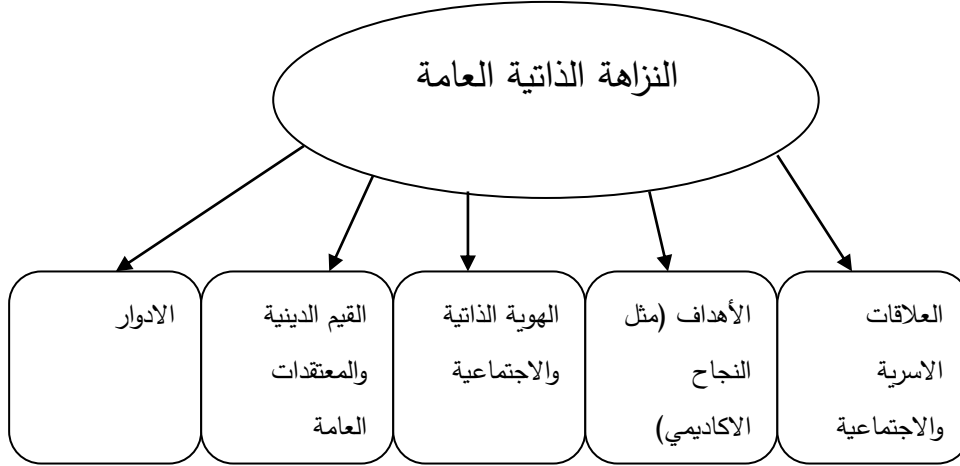 النزاهة الذاتية العامة
العلاقات
الاسرية
والاجتماعية
الأهداف (مثل
النجاح
الاكاديمي)
الهوية الذاتية
والاجتماعية
القيم الدينية
والمعتقدات
العامة
الادوار